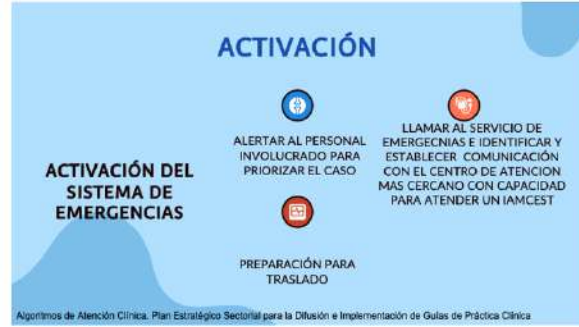 ACTIVACIÓN
ACTIVACIÓN DEL
SISTEMA DE
EMERGENCIAS
ALERTAR AL PERSONAL
INVOLUCRADO PARA
PRIORIZAR EL CASO
LLAMAR AL SERVICIO DE
EMERGECNIAS E IDENTIFICAR Y
ESTABLECER COMUNICACIÓN
CON EL CENTRO DE ATENCION
MAS CERCANO CON CAPACIDAD
PARA ATENDER UN IAMCEST
PREPARACIÓN PARA
TRASLADO
Algoritmos de Atención Clínica. Plan Estratégico Sectorial para la Difusión e Implementación de Guías de Práctica Clínica